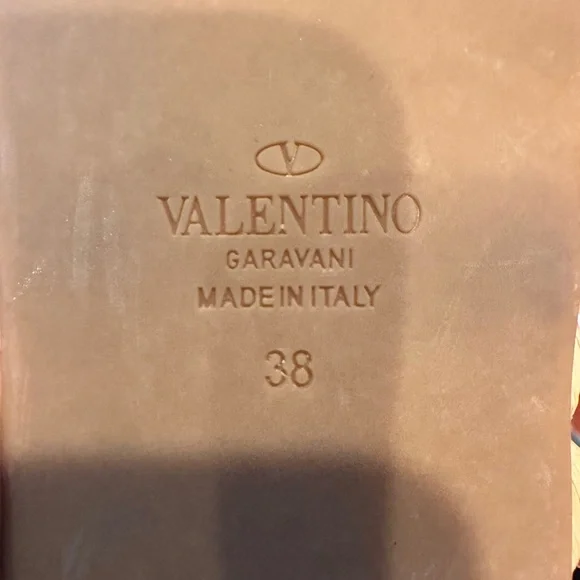 V
VALENTINO
GARAVANI
MADE IN ITALY
38